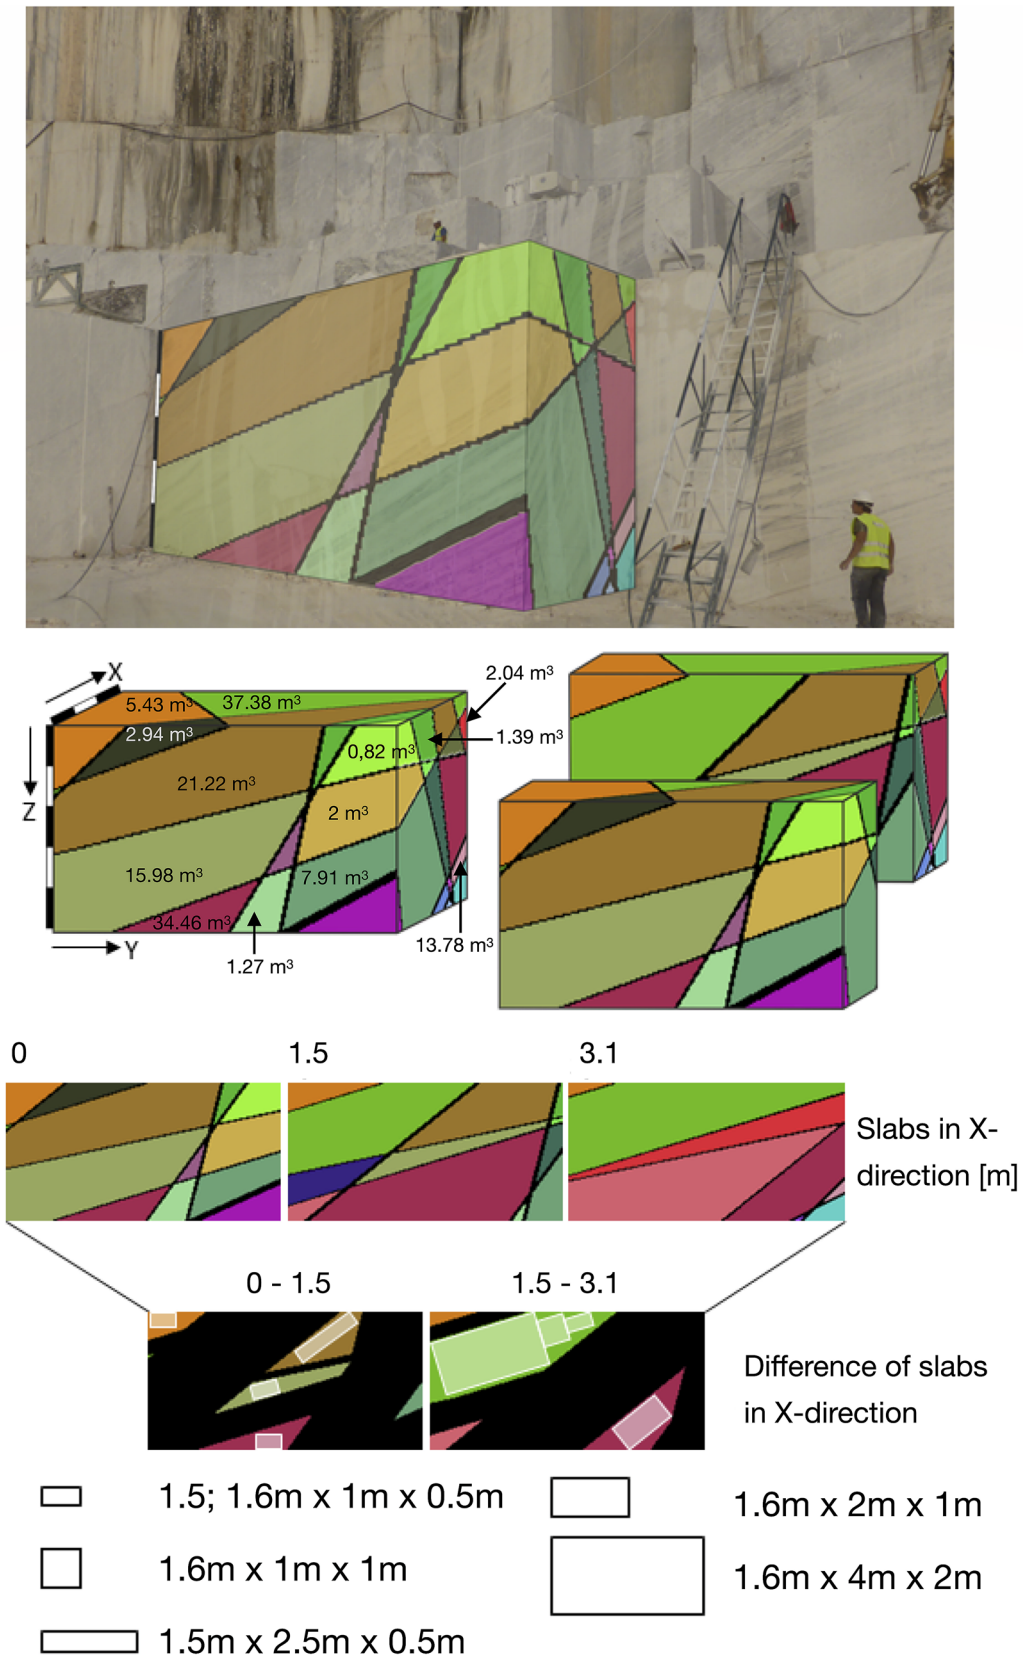 X
2.04 m³
5.43 m³
37.38 m³
2.94 m³
1.39 m³
0,82 m³
21.22 m³
Z
2 m³
15.98 m³
7.91 m³
34.46 m³
Y
13.78 m³
1.27 m³
0
1.5
3.1
Slabs in X-
direction [m]
0 - 1.5
1.5 - 3.1
Difference of slabs
in X-direction
1.5; 1.6m x 1m x 0.5m
1.6m x 2m x 1m
1.6m x 1m x 1m
1.6m x 4m x 2m
1.5m x 2.5m x 0.5m